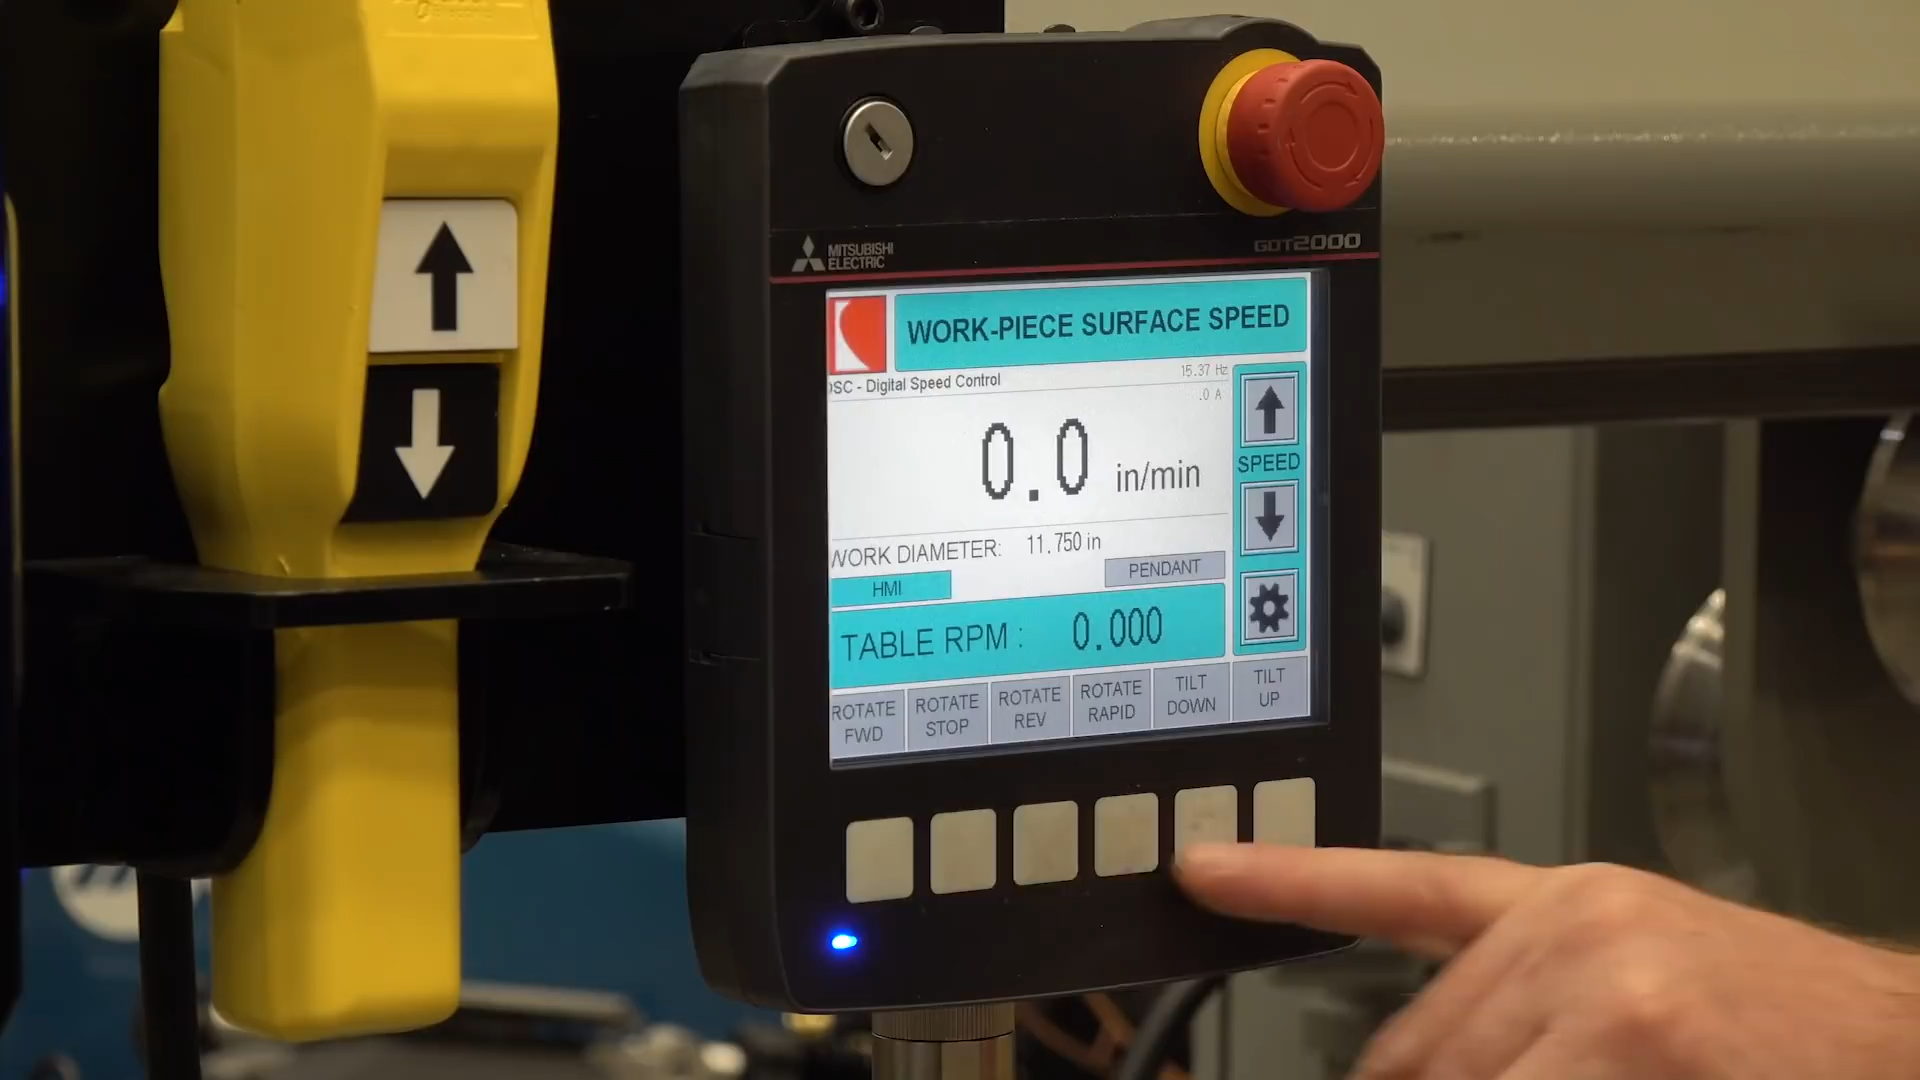 MITSUBISHI
ELECTRIC
GOT2000
WORK-PIECE SURFACE SPEED
DSC - Digital Speed Control
15.37 Hz
.0 A
0.0 in/min
SPEED
WORK DIAMETER: 11.750 in
HMI
PENDANT
TABLE RPM : 0.000
ROTATE FWD
ROTATE STOP
ROTATE REV
ROTATE RAPID
TILT DOWN
TILT UP